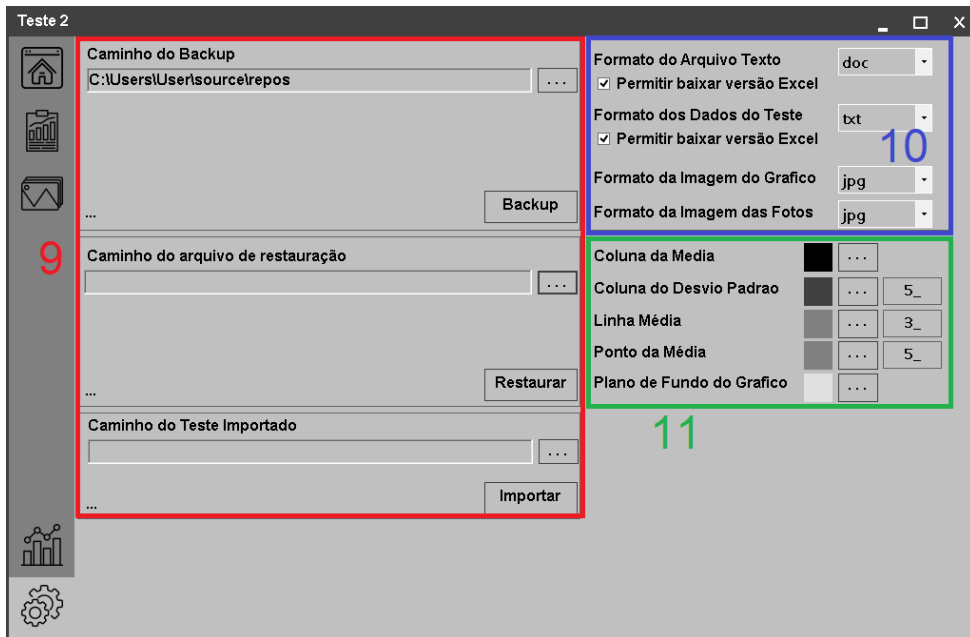 Teste 2
Caminho do Backup
C:\Users\User\source\repos
...
...
Backup
9
Caminho do arquivo de restauração
...
...
Restaurar
Caminho do Teste Importado
...
...
Importar
Formato do Arquivo Texto
doc
Permitir baixar versão Excel
Formato dos Dados do Teste
txt
Permitir baixar versão Excel
10
Formato da Imagem do Grafico
jpg
Formato da Imagem das Fotos
jpg
Coluna da Media
...
Coluna do Desvio Padrao
...
5_
Linha Média
...
3_
Ponto da Média
...
5_
Plano de Fundo do Grafico
...
11